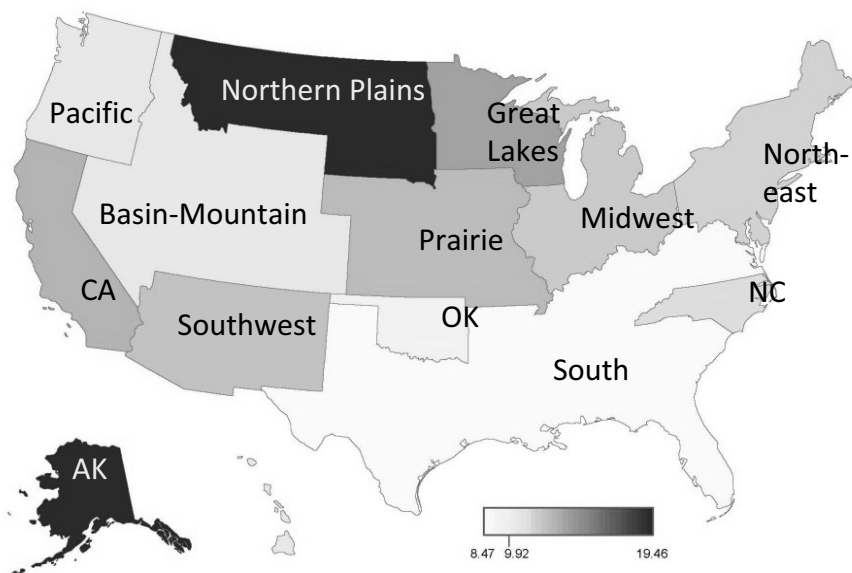 Northern Plains
Pacific
Great
Lakes
North-
east
Basin-Mountain
Midwest
Prairie
CA
NC
Southwest
OK
South
AK
8.47 9.92 19.46